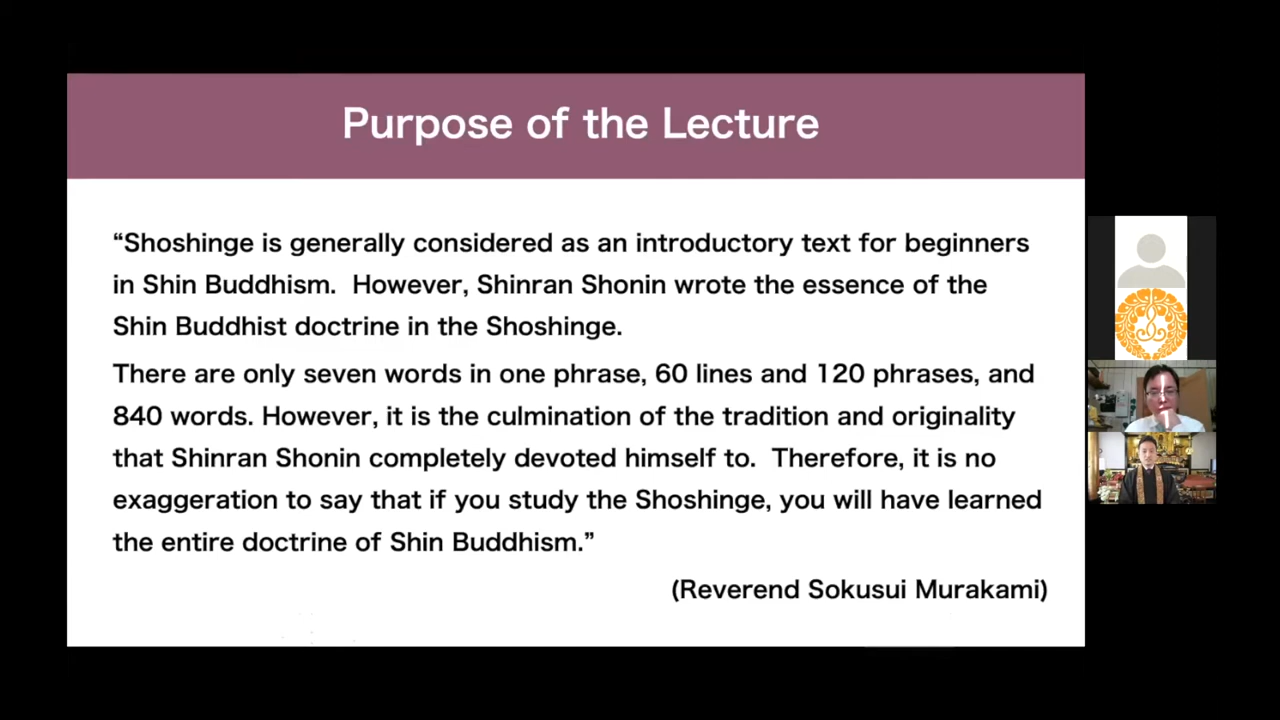 Purpose of the Lecture
“Shoshinge is generally considered as an introductory text for beginners
in Shin Buddhism.  However, Shinran Shonin wrote the essence of the
Shin Buddhist doctrine in the Shoshinge.
There are only seven words in one phrase, 60 lines and 120 phrases, and
840 words. However, it is the culmination of the tradition and originality
that Shinran Shonin completely devoted himself to.  Therefore, it is no
exaggeration to say that if you study the Shoshinge, you will have learned
the entire doctrine of Shin Buddhism.”
(Reverend Sokusui Murakami)